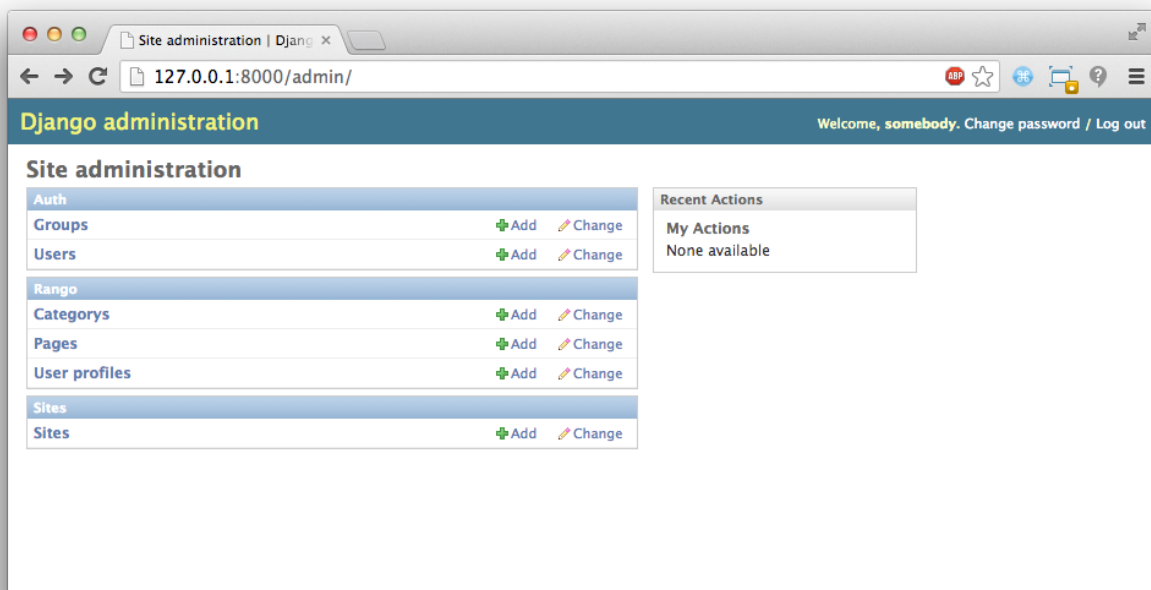 Site administration | Djang
127.0.0.1:8000/admin/
ABP
Django administration
Welcome, somebody. Change password / Log out
Site administration
Auth
Groups Add Change
Users Add Change
Rango
Categorys Add Change
Pages Add Change
User profiles Add Change
Sites
Sites Add Change
Recent Actions
My Actions
None available